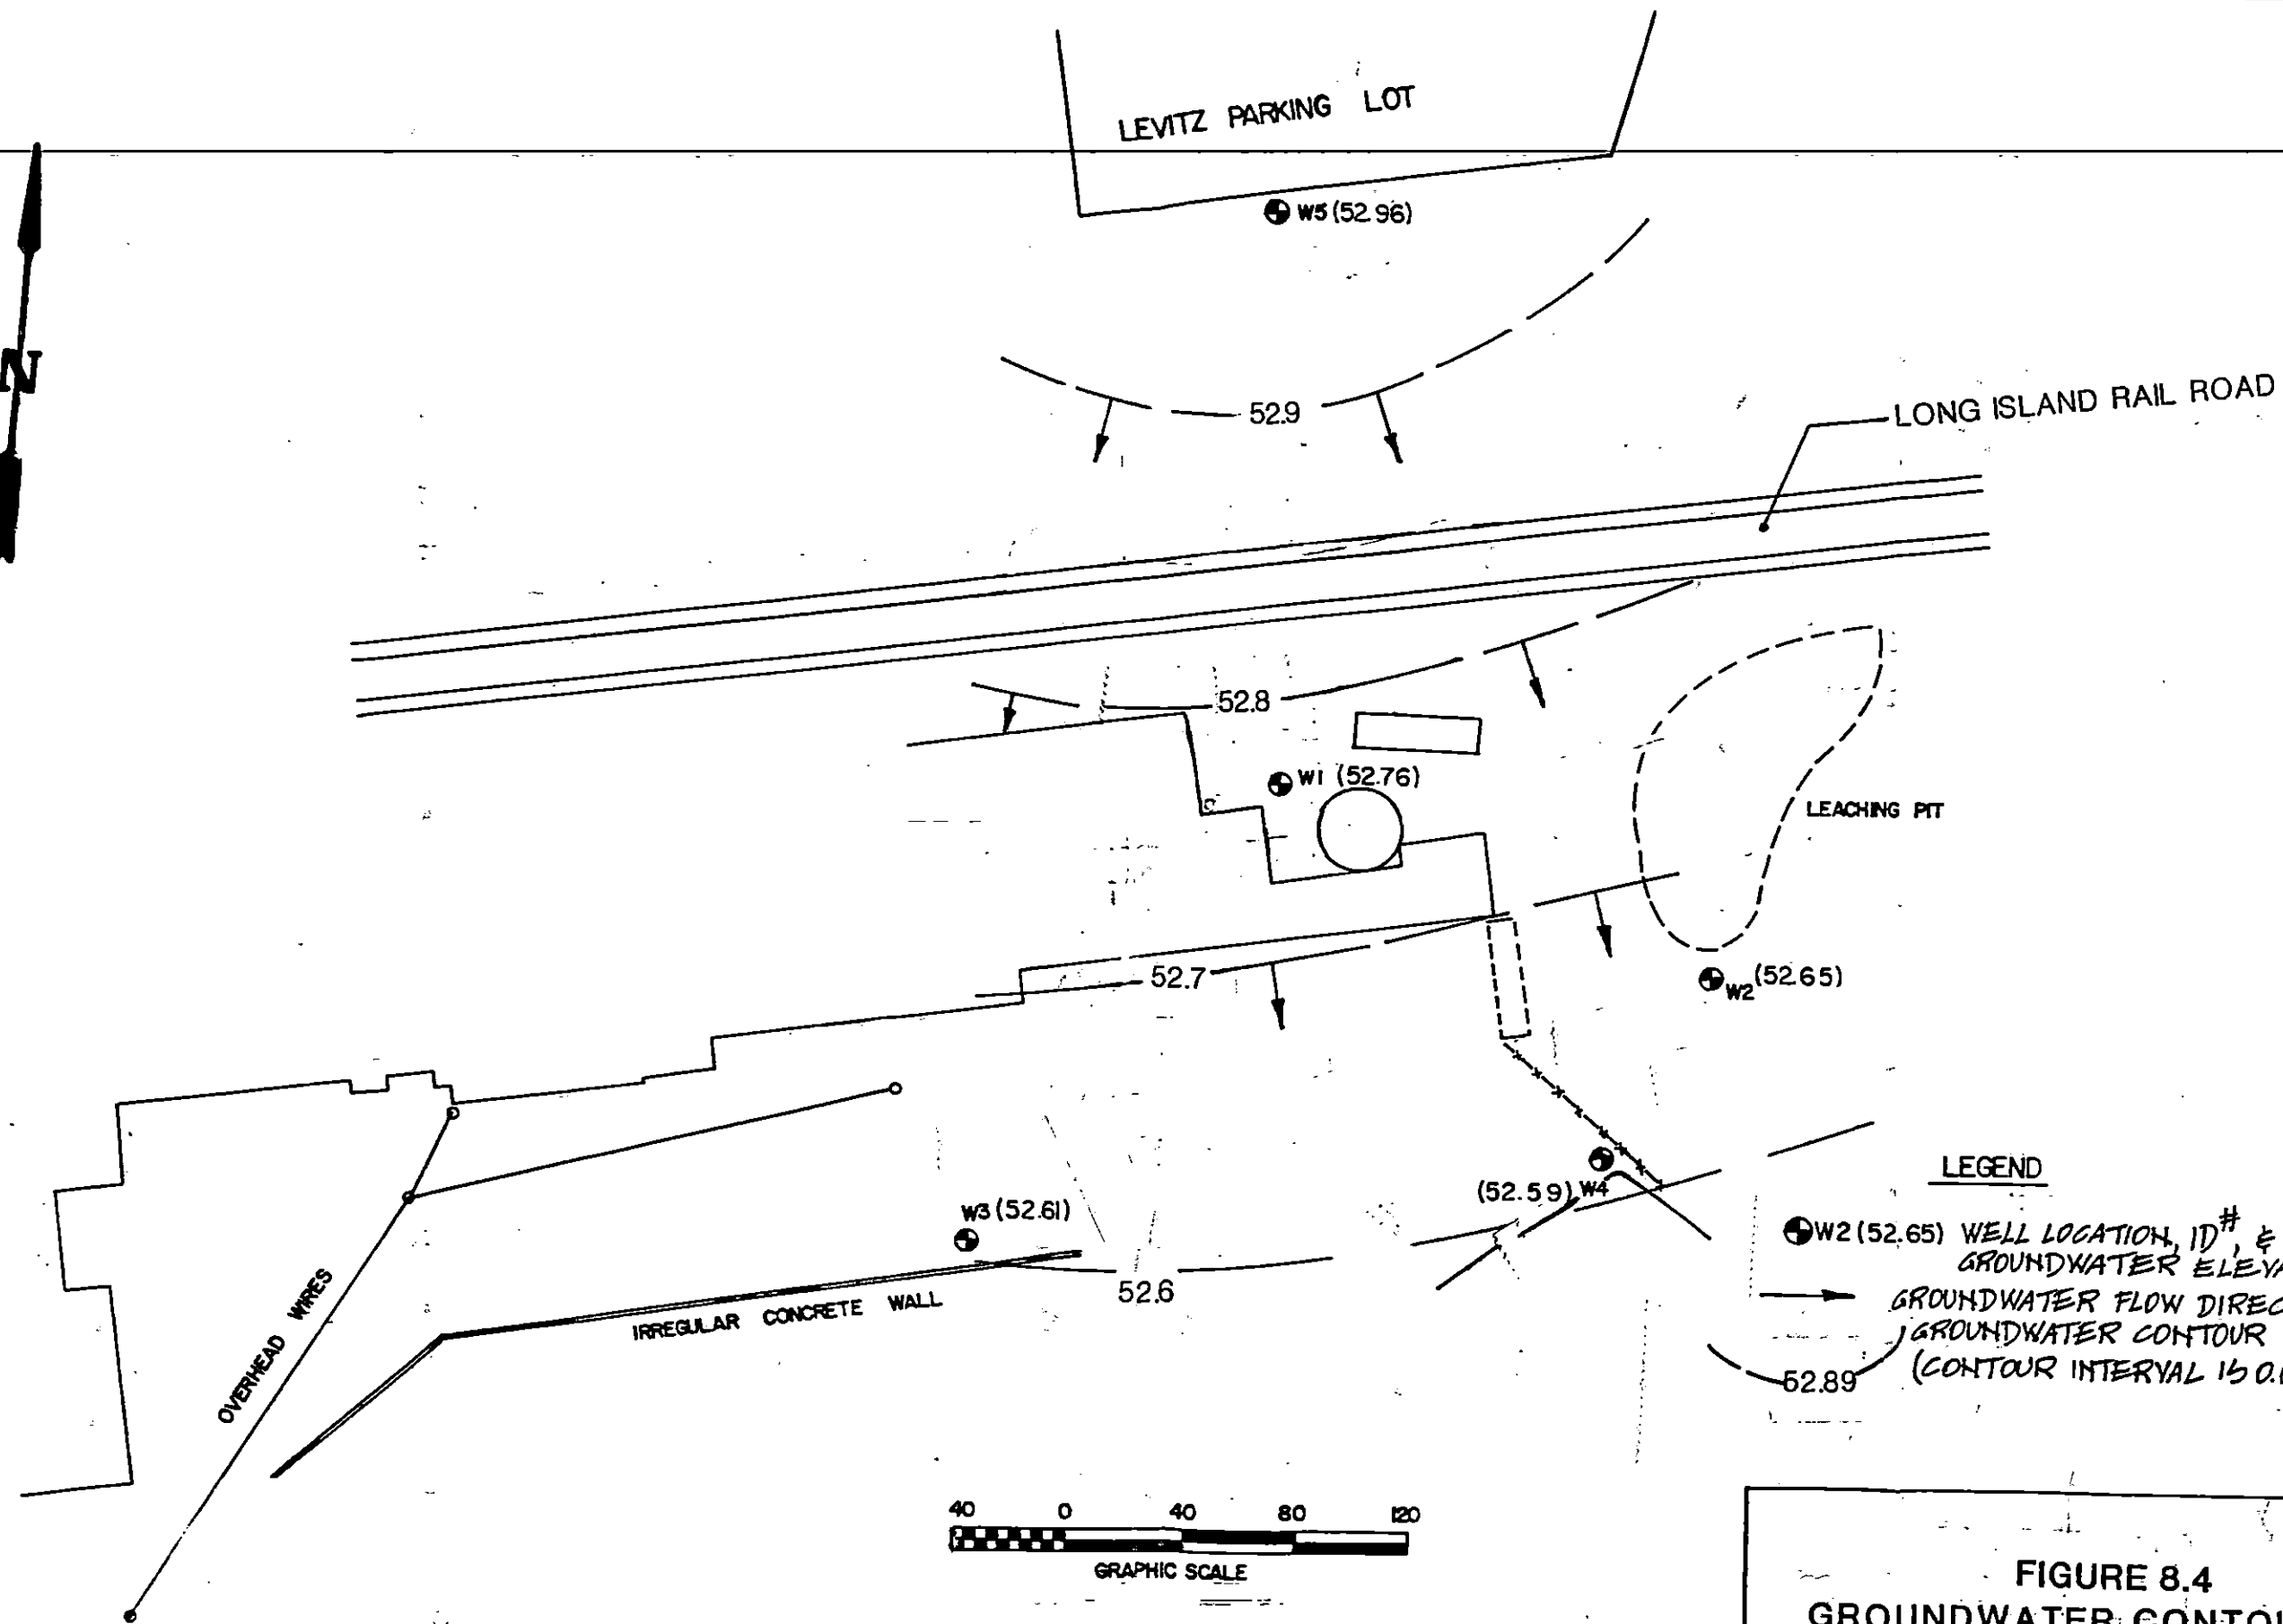 LEVITZ PARKING LOT
W5 (52.96)
N
52.9
LONG ISLAND RAIL ROAD
52.8
W1 (52.76)
LEACHING PIT
52.7
W2 (52.65)
W3 (52.61)
(52.59) W4
52.6
IRREGULAR CONCRETE WALL
OVERHEAD WIRES
LEGEND
W2 (52.65) WELL LOCATION, ID#, &
GROUNDWATER
GROUNDWATER FLOW
GROUNDWATER CONTOUR
52.89 (CONTOUR INTERVAL IS
40 0 40 80 120
GRAPHIC SCALE
FIGURE 8.4
GROUNDWATER